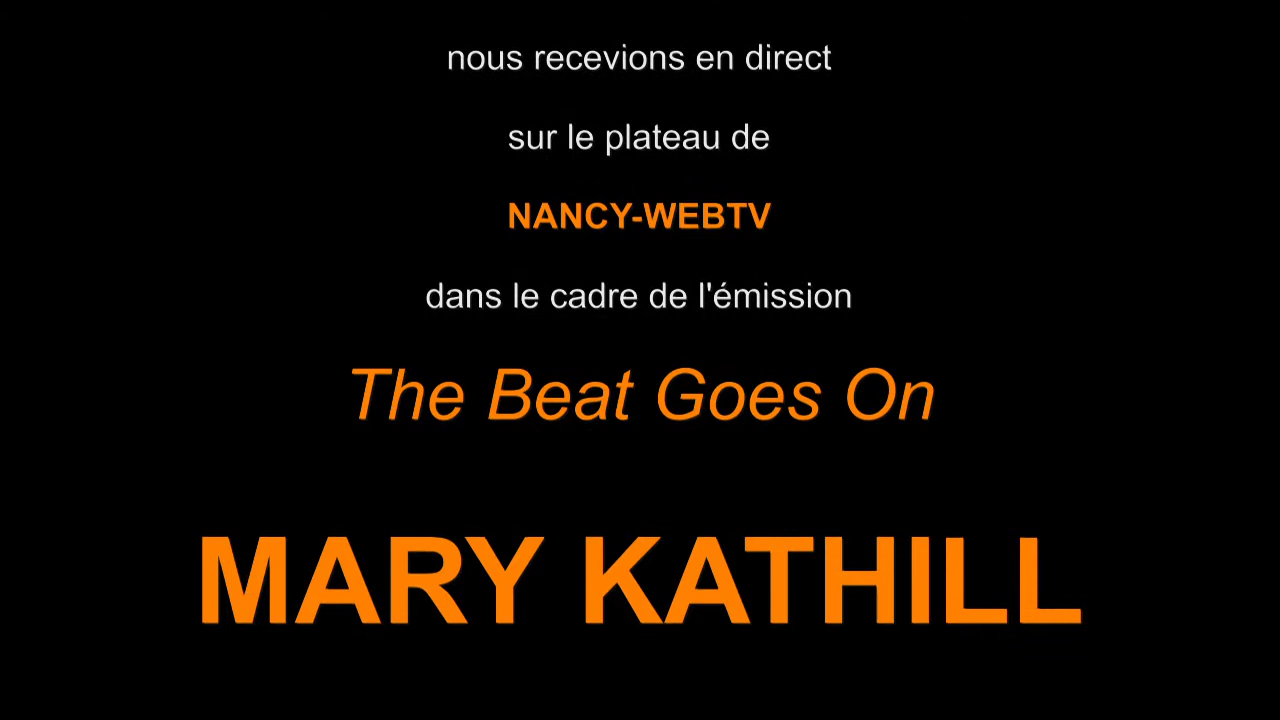 nous recevions en direct
sur le plateau de
NANCY-WEBTV
dans le cadre de l'émission
The Beat Goes On
MARY KATHILL